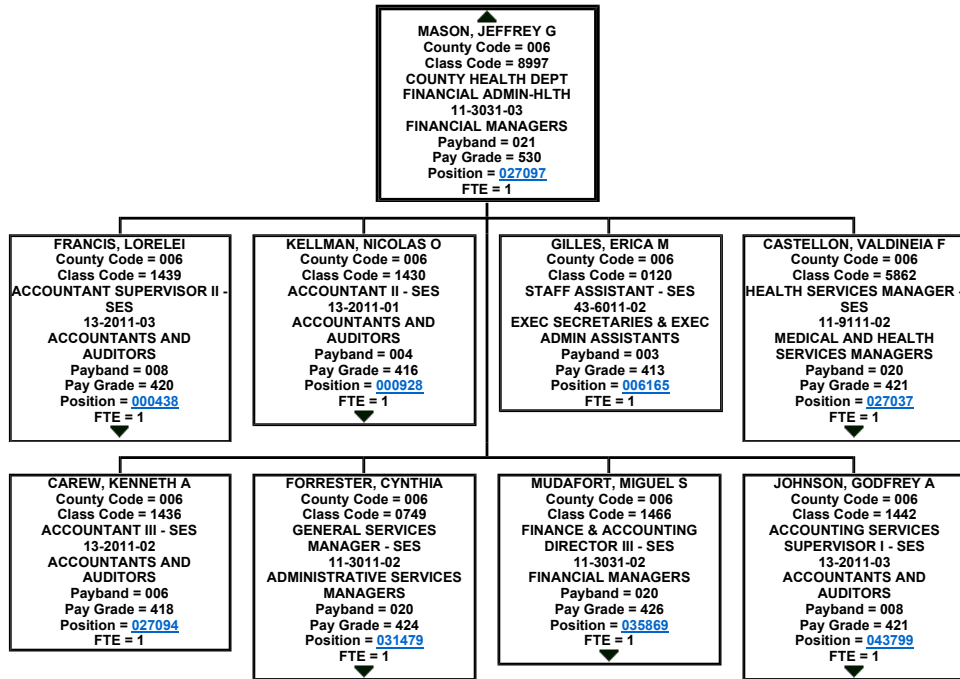 MASON, JEFFREY G
County Code = 006
Class Code = 8997
COUNTY HEALTH DEPT
FINANCIAL ADMIN-HLTH
11-3031-03
FINANCIAL MANAGERS
Payband = 021
Pay Grade = 530
Position = 027097
FTE = 1
FRANCIS, LORELEI
County Code = 006
Class Code = 1439
ACCOUNTANT SUPERVISOR II -
SES
13-2011-03
ACCOUNTANTS AND
AUDITORS
Payband = 008
Pay Grade = 420
Position = 000438
FTE = 1
KELLMAN, NICOLAS O
County Code = 006
Class Code = 1430
ACCOUNTANT II - SES
13-2011-01
ACCOUNTANTS AND
AUDITORS
Payband = 004
Pay Grade = 416
Position = 000928
FTE = 1
GILLES, ERICA M
County Code = 006
Class Code = 0120
STAFF ASSISTANT - SES
43-6011-02
EXEC SECRETARIES & EXEC
ADMIN ASSISTANTS
Payband = 003
Pay Grade = 413
Position = 006165
FTE = 1
CASTELLON, VALDINEIA F
County Code = 006
Class Code = 5862
HEALTH SERVICES MANAGER -
SES
11-9111-02
MEDICAL AND HEALTH
SERVICES MANAGERS
Payband = 020
Pay Grade = 421
Position = 027037
FTE = 1
CAREW, KENNETH A
County Code = 006
Class Code = 1436
ACCOUNTANT III - SES
13-2011-02
ACCOUNTANTS AND
AUDITORS
Payband = 006
Pay Grade = 418
Position = 027094
FTE = 1
FORRESTER, CYNTHIA
County Code = 006
Class Code = 0749
GENERAL SERVICES
MANAGER - SES
11-3011-02
ADMINISTRATIVE SERVICES
MANAGERS
Payband = 020
Pay Grade = 424
Position = 031479
FTE = 1
MUDAFORT, MIGUEL S
County Code = 006
Class Code = 1466
FINANCE & ACCOUNTING
DIRECTOR III - SES
11-3031-02
FINANCIAL MANAGERS
Payband = 020
Pay Grade = 426
Position = 035869
FTE = 1
JOHNSON, GODFREY A
County Code = 006
Class Code = 1442
ACCOUNTING SERVICES
SUPERVISOR I - SES
13-2011-03
ACCOUNTANTS AND
AUDITORS
Payband = 008
Pay Grade = 421
Position = 043799
FTE = 1